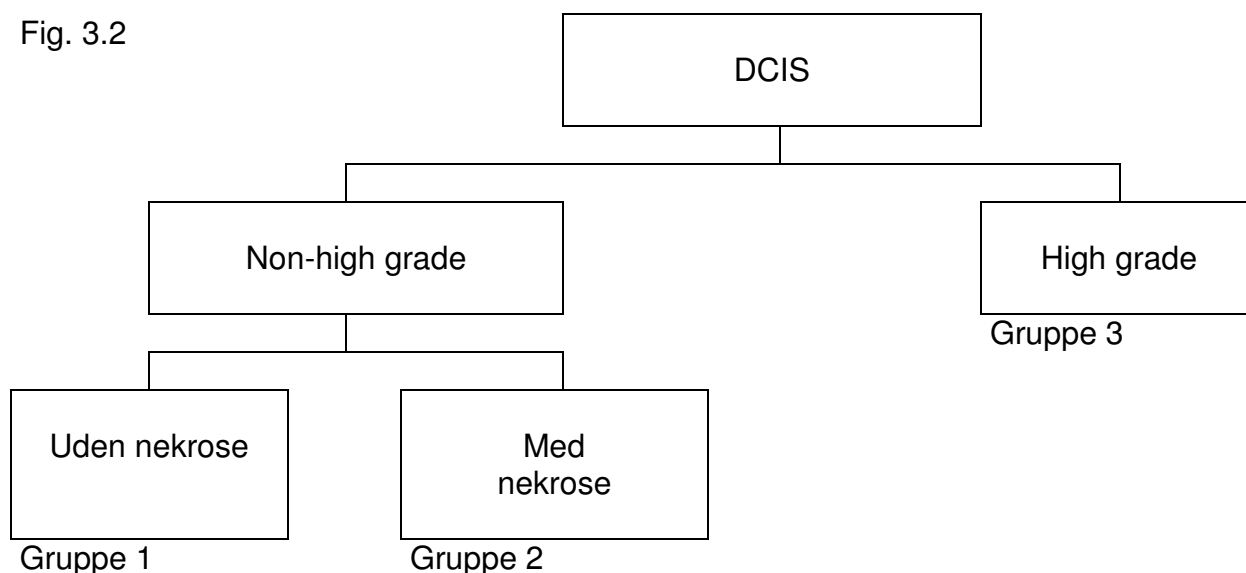 Fig. 3.2
DCIS
Non-high grade
High grade
Gruppe 3
Uden nekrose
Med
nekrose
Gruppe 1
Gruppe 2